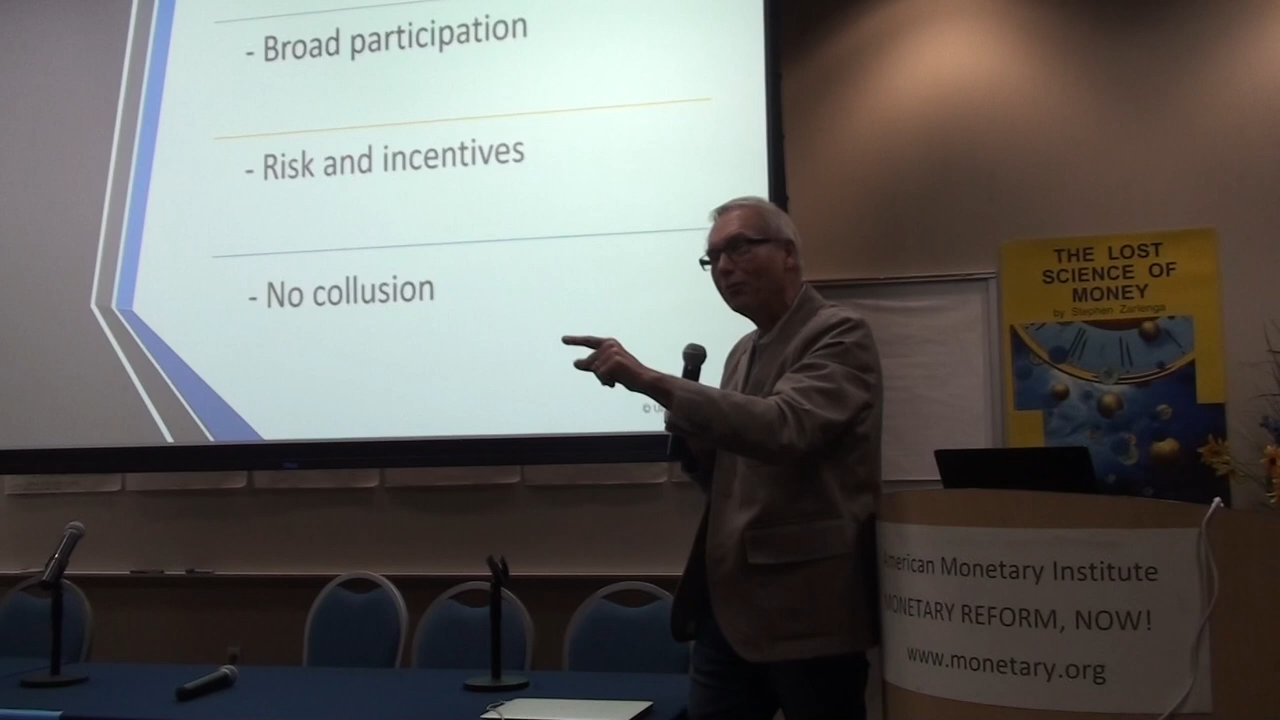 - Broad participation
- Risk and incentives
- No collusion
THE LOST
SCIENCE OF
MONEY
by Stephen Zarlenga
American Monetary Institute
MONETARY REFORM, NOW!
www.monetary.org